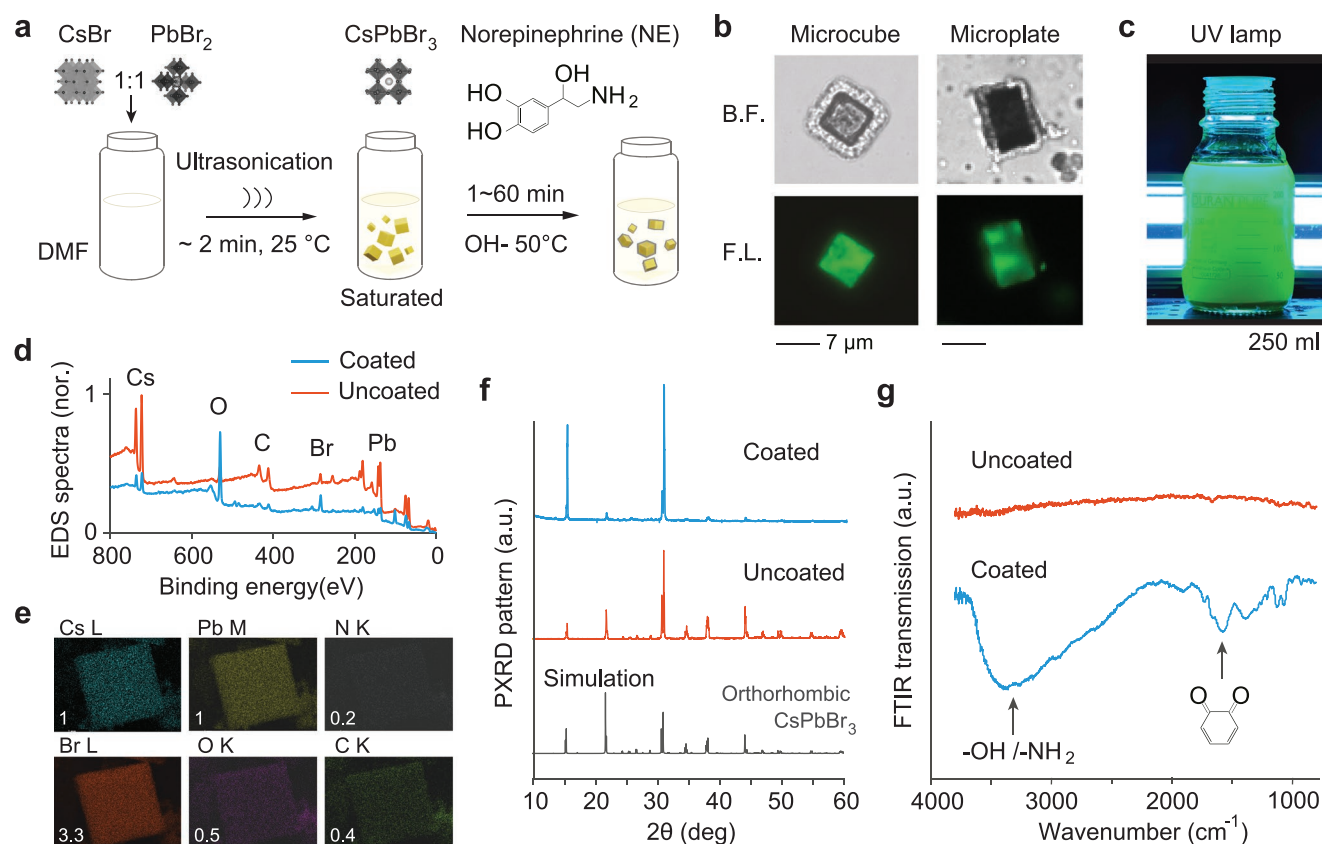 a
CsBr
PbBr2
1:1
DMF
Ultrasonication
~ 2 min, 25 °C
CsPbBr3
Saturated
Norepinephrine (NE)
OH
HO
NH2
HO
1~60 min
OH- 50°C
b
Microcube
Microplate
B.F.
F.L.
7 µm
c
UV lamp
250 ml
d
Coated
Uncoated
EDS spectra (nor.)
1
0
Cs
O
C
Br
Pb
800
600
400
200
0
Binding energy(eV)
e
Cs L
Pb M
N K
1
1
0.2
Br L
O K
C K
3.3
0.5
0.4
f
PXRD pattern (a.u.)
Coated
Uncoated
Simulation
Orthorhombic
CsPbBr3
10
20
30
40
50
60
2θ (deg)
g
FTIR transmission (a.u.)
Uncoated
Coated
-OH /-NH2
O
O
4000
3000
2000
1000
Wavenumber (cm-1)